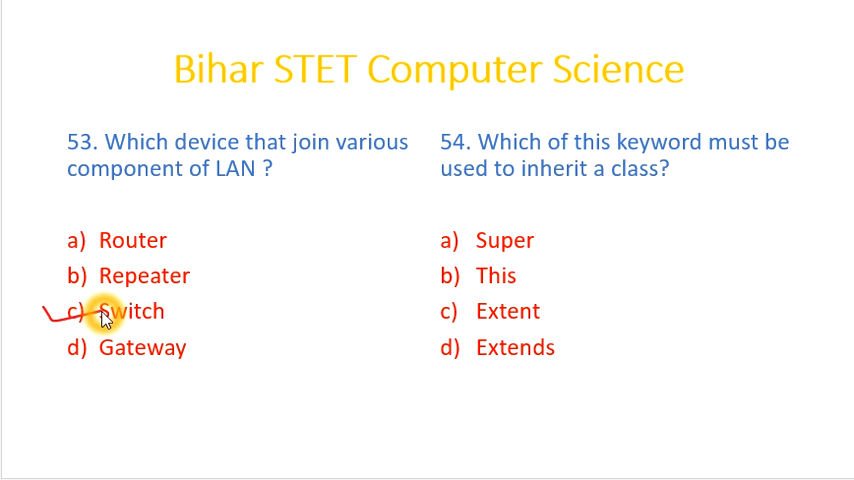 Bihar STET Computer Science
53. Which device that join various
component of LAN ?
a) Router
b) Repeater
c) Switch
d) Gateway
54. Which of this keyword must be
used to inherit a class?
a) Super
b) This
c) Extent
d) Extends